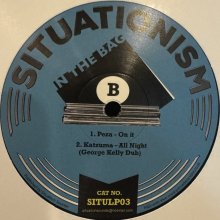 SITUATIONISM
IN THE BAG
B
1. Peza - On it
2. Katzuma - All Night
(George Kelly Dub)
CAT NO.
SITULP03